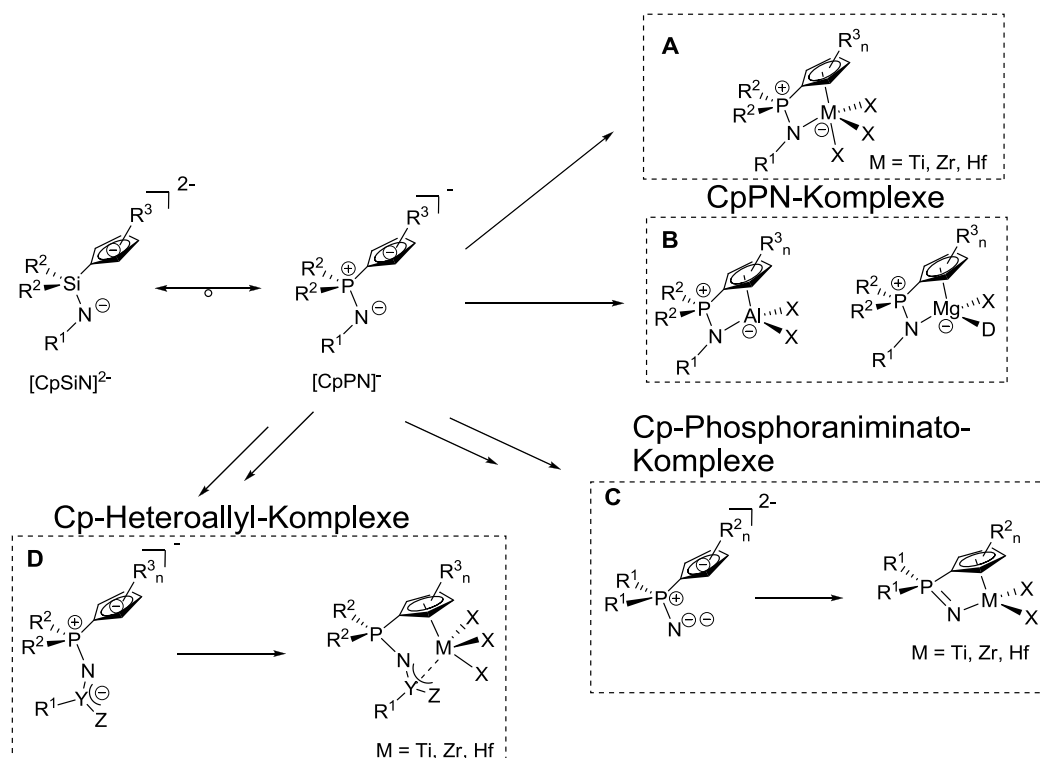 A
R³n
R²
R²
P
⊕
N
R¹
M
⊖
X
X
X
M = Ti, Zr, Hf
CpPN-Komplexe
2-
R³
⊖
R²
R²
Si
N
⊖
R¹
[CpSiN]²⁻
-
R³
⊖
R²
R²
P
⊕
N
⊖
R¹
[CpPN]⁻
B
R³n
R²
R²
P
⊕
N
R¹
Al
⊖
X
X
R³n
R²
R²
P
⊕
N
R¹
Mg
⊖
X
D
Cp-Phosphoraniminato-
Komplexe
C
2-
R²n
⊖
R¹
R¹
P
⊕
N
⊖ ⊖
R²n
R¹
R¹
P
N
M
X
X
M = Ti, Zr, Hf
Cp-Heteroallyl-Komplexe
D
-
R³n
⊖
R²
R²
P
⊕
N
R¹
Y
⊖
Z
R³n
R²
R²
P
N
M
X
X
X
R¹
Y
Z
M = Ti, Zr, Hf